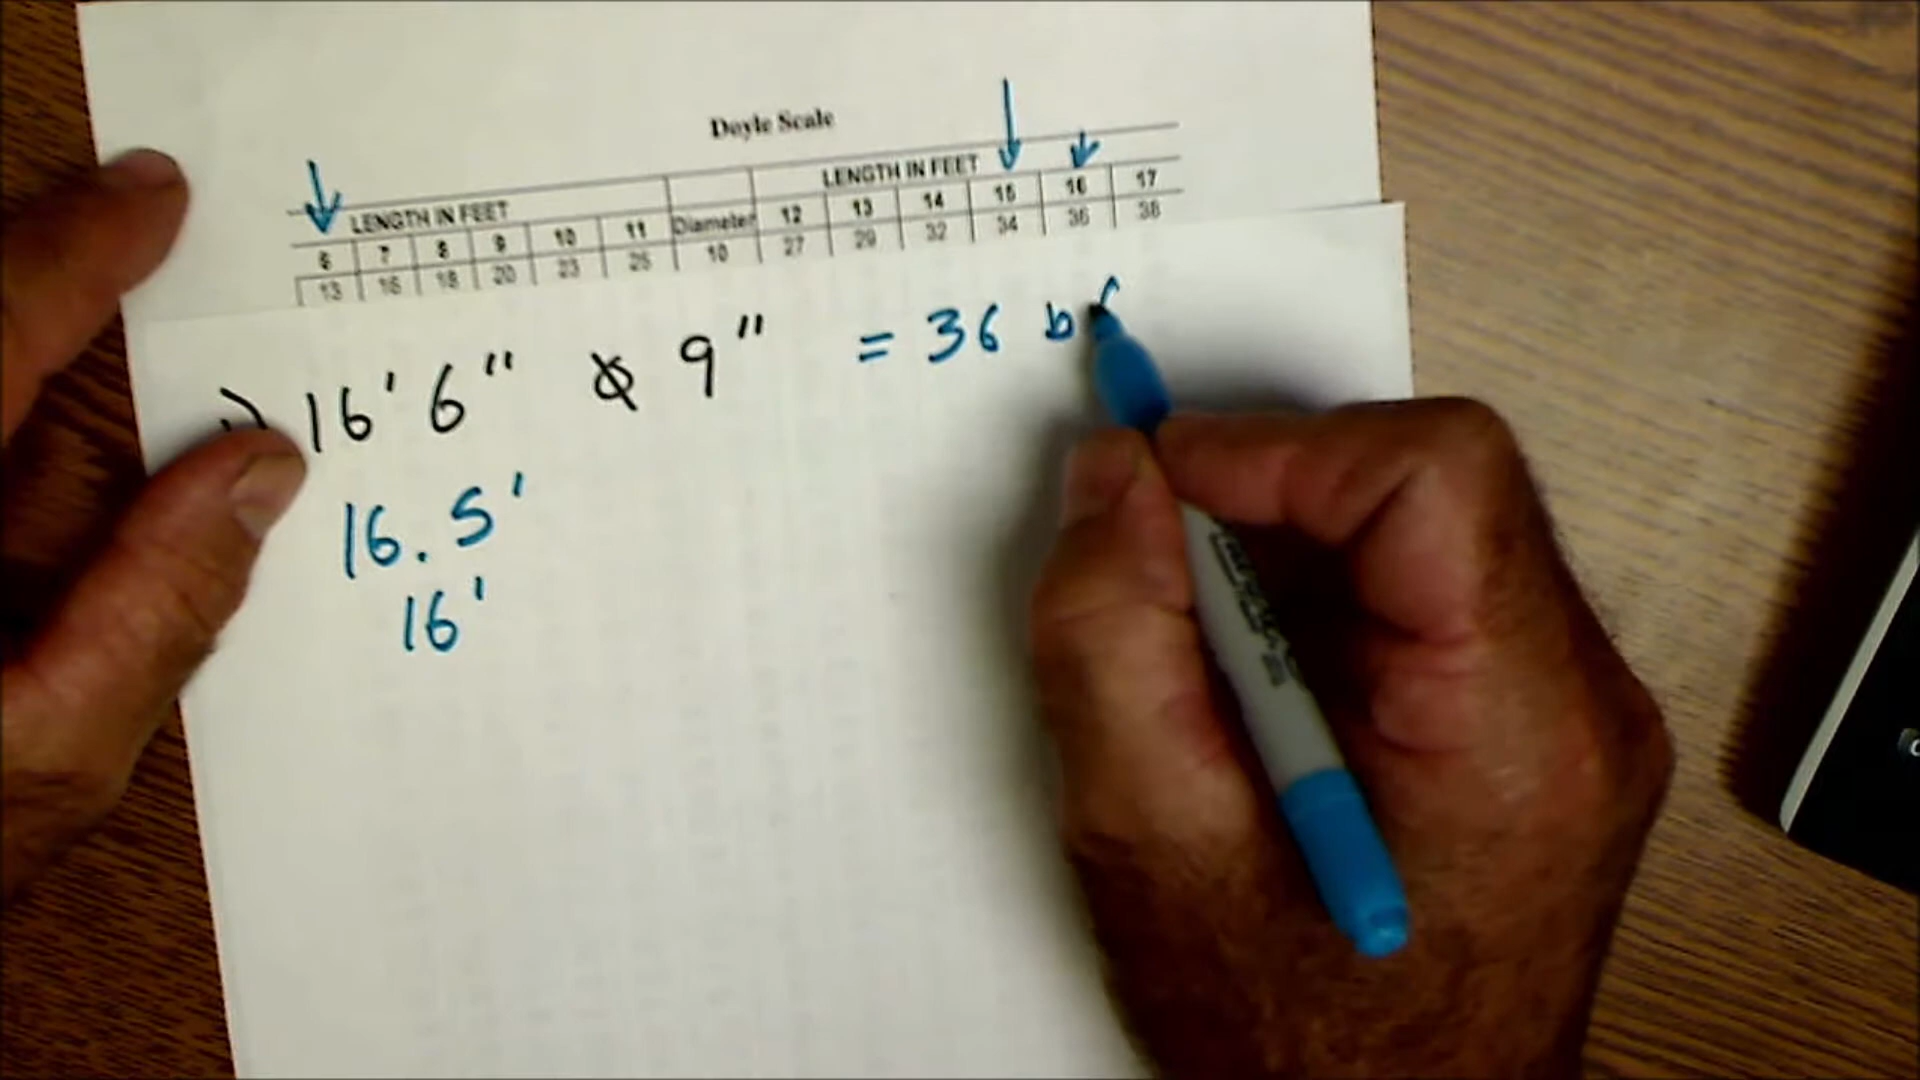 Doyle Scale
LENGTH IN FEET LENGTH IN FEET
6 7 8 9 10 11 Diameter 12 13 14 15 16 17
13 16 18 20 23 25 10 27 29 32 34 36 38
1) 16' 6" & 9" = 36 bf
16.5'
16'